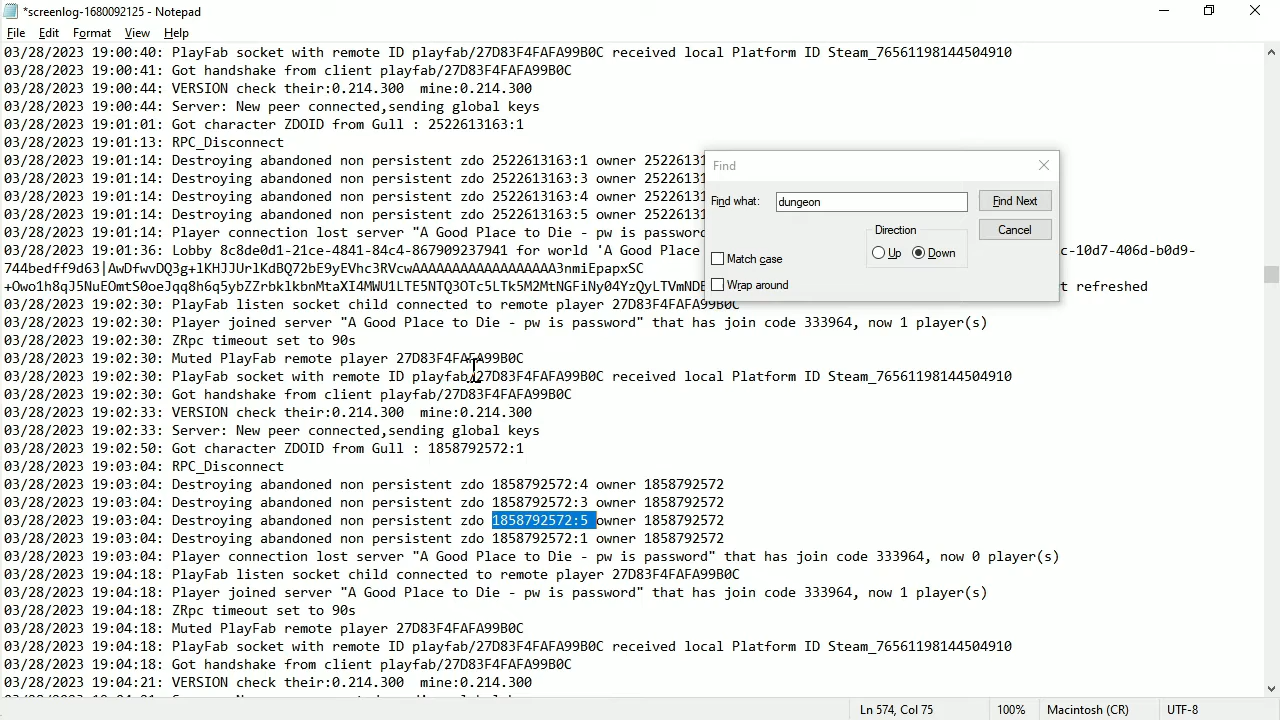 *screenlog-1680092125 - Notepad
File Edit Format View Help
03/28/2023 19:00:40: PlayFab socket with remote ID playfab/27D83F4FAFA99B0C received local Platform ID Steam_76561198144504910
03/28/2023 19:00:41: Got handshake from client playfab/27D83F4FAFA99B0C
03/28/2023 19:00:44: VERSION check their:0.214.300  mine:0.214.300
03/28/2023 19:00:44: Server: New peer connected,sending global keys
03/28/2023 19:01:01: Got character ZDOID from Gull : 2522613163:1
03/28/2023 19:01:13: RPC_Disconnect
03/28/2023 19:01:14: Destroying abandoned non persistent zdo 2522613163:1 owner 2522613
03/28/2023 19:01:14: Destroying abandoned non persistent zdo 2522613163:3 owner 2522613
03/28/2023 19:01:14: Destroying abandoned non persistent zdo 2522613163:4 owner 2522613
03/28/2023 19:01:14: Destroying abandoned non persistent zdo 2522613163:5 owner 2522613
03/28/2023 19:01:14: Player connection lost server "A Good Place to Die - pw is passwor
03/28/2023 19:01:36: Lobby 8c8de0d1-21ce-4841-84c4-867909237941 for world 'A Good Place c-10d7-406d-b0d9-
744bedff9d63|AwDfwvDQ3g+lKHJJUrlKdBQ72bE9yEVhc3RVcwAAAAAAAAAAAAAAAAAA3nmiEpapxSC
+Owo1h8qJ5NuEOmtS0oeJqq8h6q5ybZZrbklkbnMtaXI4MWU1LTE5NTQ3OTc5LTk5M2MtNGFiNy04YzQyLTVmNDE t refreshed
03/28/2023 19:02:30: PlayFab listen socket child connected to remote player 27D83F4FAFA99B0C
03/28/2023 19:02:30: Player joined server "A Good Place to Die - pw is password" that has join code 333964, now 1 player(s)
03/28/2023 19:02:30: ZRpc timeout set to 90s
03/28/2023 19:02:30: Muted PlayFab remote player 27D83F4FAFA99B0C
03/28/2023 19:02:30: PlayFab socket with remote ID playfab/27D83F4FAFA99B0C received local Platform ID Steam_76561198144504910
03/28/2023 19:02:30: Got handshake from client playfab/27D83F4FAFA99B0C
03/28/2023 19:02:33: VERSION check their:0.214.300  mine:0.214.300
03/28/2023 19:02:33: Server: New peer connected,sending global keys
03/28/2023 19:02:50: Got character ZDOID from Gull : 1858792572:1
03/28/2023 19:03:04: RPC_Disconnect
03/28/2023 19:03:04: Destroying abandoned non persistent zdo 1858792572:4 owner 1858792572
03/28/2023 19:03:04: Destroying abandoned non persistent zdo 1858792572:3 owner 1858792572
03/28/2023 19:03:04: Destroying abandoned non persistent zdo 1858792572:5 owner 1858792572
03/28/2023 19:03:04: Destroying abandoned non persistent zdo 1858792572:1 owner 1858792572
03/28/2023 19:03:04: Player connection lost server "A Good Place to Die - pw is password" that has join code 333964, now 0 player(s)
03/28/2023 19:04:18: PlayFab listen socket child connected to remote player 27D83F4FAFA99B0C
03/28/2023 19:04:18: Player joined server "A Good Place to Die - pw is password" that has join code 333964, now 1 player(s)
03/28/2023 19:04:18: ZRpc timeout set to 90s
03/28/2023 19:04:18: Muted PlayFab remote player 27D83F4FAFA99B0C
03/28/2023 19:04:18: PlayFab socket with remote ID playfab/27D83F4FAFA99B0C received local Platform ID Steam_76561198144504910
03/28/2023 19:04:18: Got handshake from client playfab/27D83F4FAFA99B0C
03/28/2023 19:04:21: VERSION check their:0.214.300  mine:0.214.300
Find
Find what: dungeon Find Next
Direction Cancel
Up Down
Match case
Wrap around
Ln 574, Col 75 100% Macintosh (CR) UTF-8